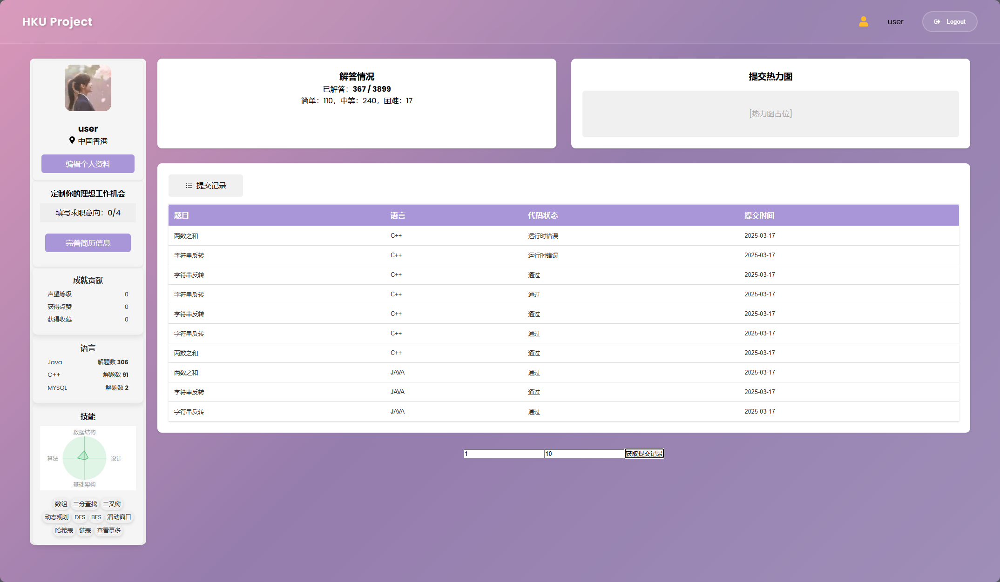 HKU Project
user
Logout
user
中国香港
编辑个人资料
定制你的理想工作机会
填写求职意向：0/4
完善简历信息
成就贡献
声望等级 0
获得点赞 0
获得收藏 0
语言
Java 解题数 306
C++ 解题数 91
MYSQL 解题数 2
技能
数据结构
算法 设计
基础架构
数组 二分查找 二叉树
动态规划 DFS BFS 滑动窗口
哈希表 链表 查看更多
解答情况
已解答：367 / 3899
简单：110，中等：240，困难：17
提交热力图
[热力图占位]
提交记录
题目 语言 代码状态 提交时间
两数之和 C++ 运行时错误 2025-03-17
字符串反转 C++ 运行时错误 2025-03-17
字符串反转 C++ 通过 2025-03-17
字符串反转 C++ 通过 2025-03-17
字符串反转 C++ 通过 2025-03-17
字符串反转 C++ 通过 2025-03-17
两数之和 C++ 通过 2025-03-17
两数之和 JAVA 通过 2025-03-17
字符串反转 JAVA 通过 2025-03-17
字符串反转 JAVA 通过 2025-03-17
1 10 获取提交记录